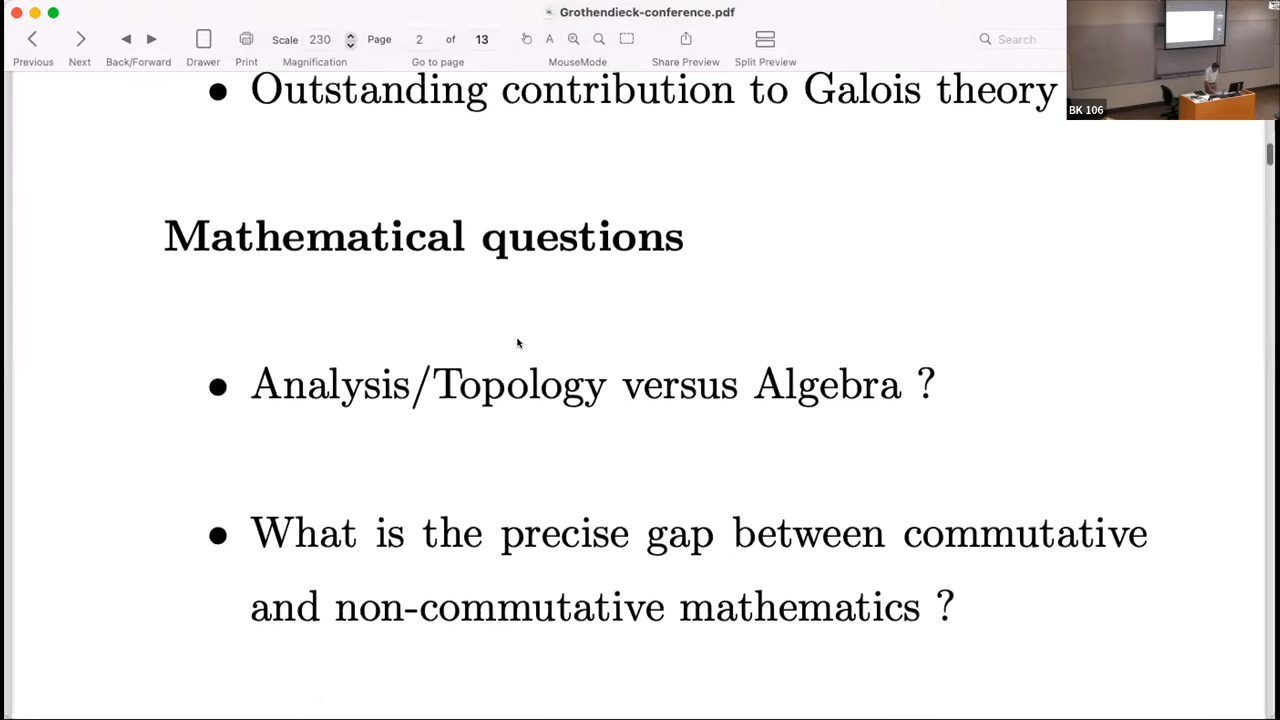 Grothendieck-conference.pdf
Scale 230 Page 2 of 13 Search
Previous Next Back/Forward Drawer Print Magnification Go to page MouseMode Share Preview Split Preview
BK 106
• Outstanding contribution to Galois theory
Mathematical questions
• Analysis/Topology versus Algebra ?
• What is the precise gap between commutative
and non-commutative mathematics ?